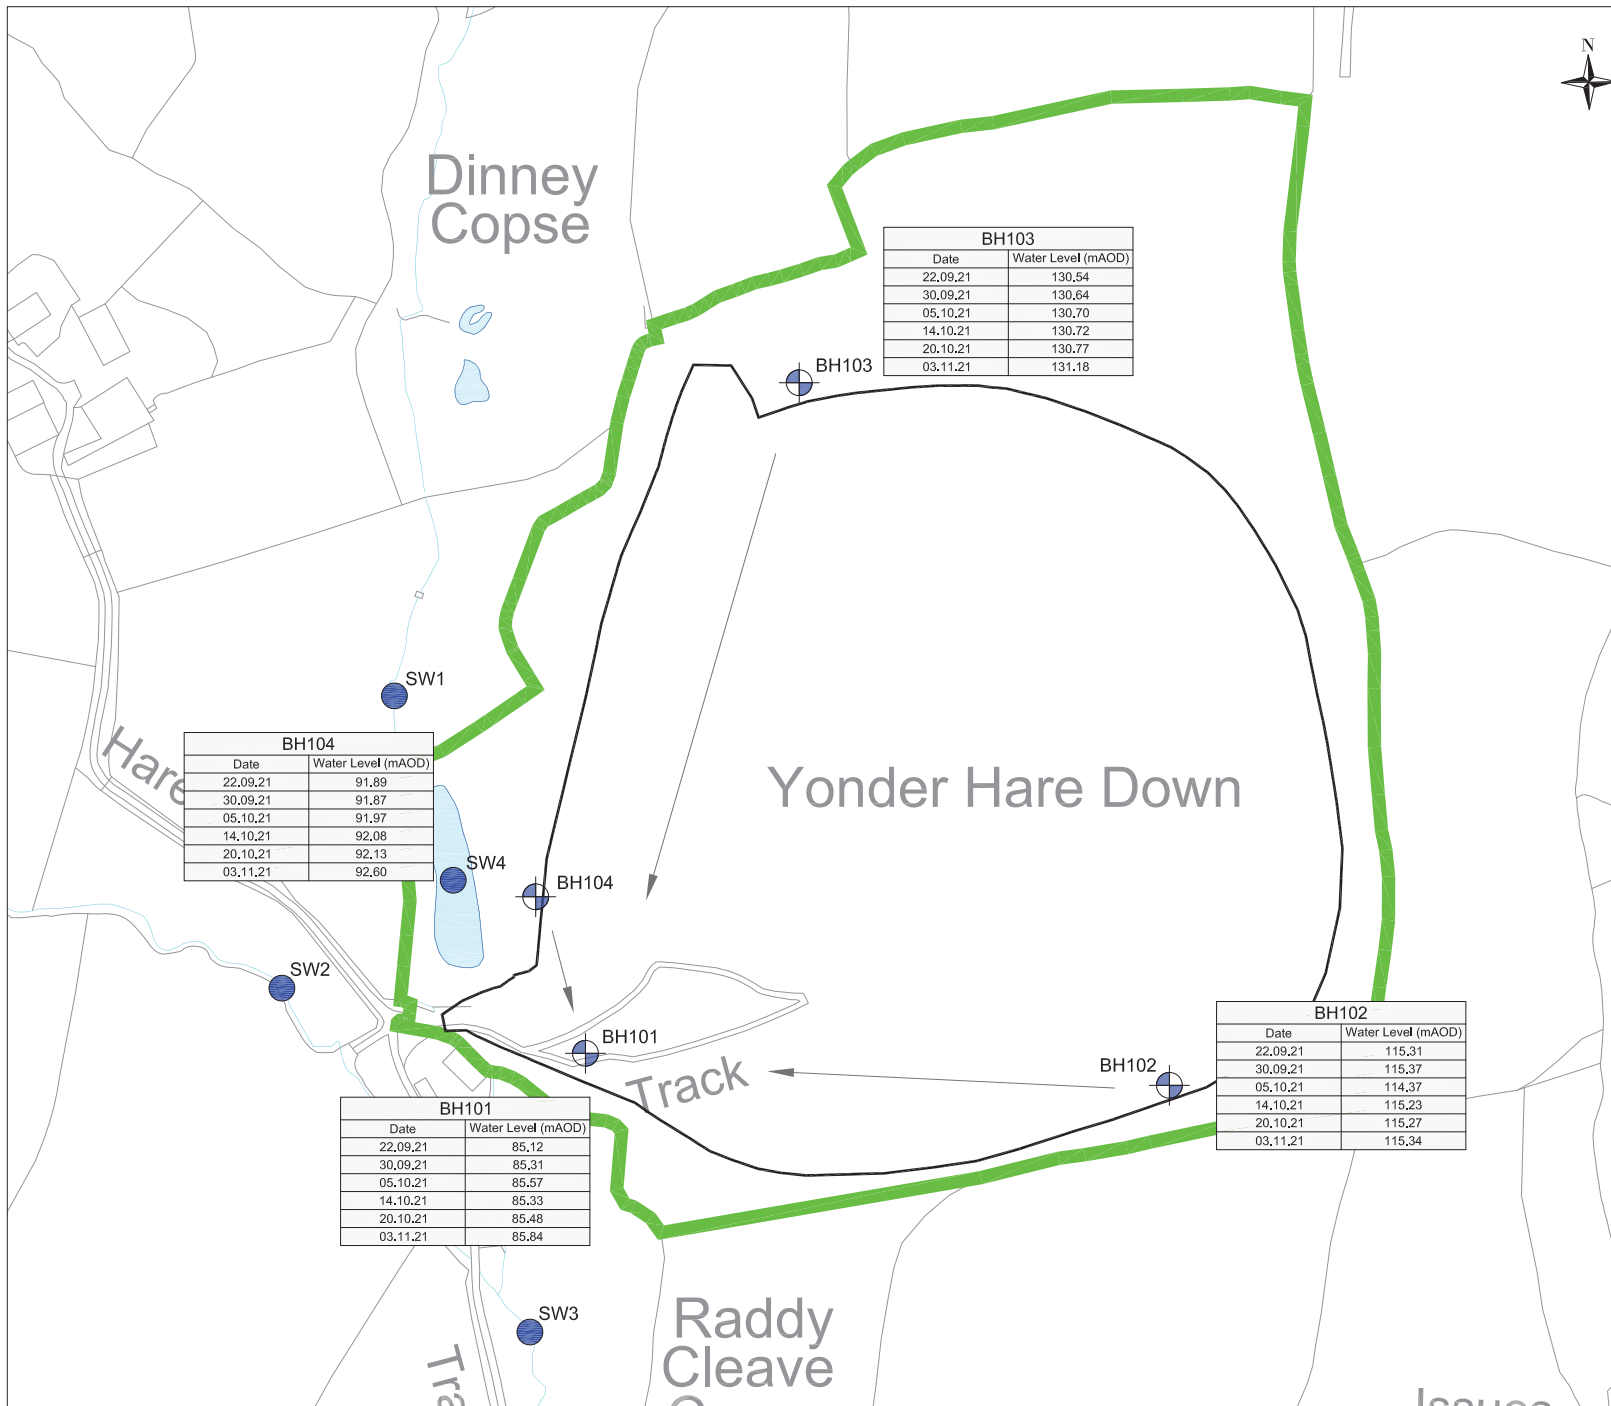 N
Dinney
Copse
BH103
Date Water Level (mAOD)
22.09.21 130.54
30.09.21 130.64
05.10.21 130.70
14.10.21 130.72
20.10.21 130.77
03.11.21 131.18
BH103
SW1
BH104
Date Water Level (mAOD)
22.09.21 91.89
30.09.21 91.87
05.10.21 91.97
14.10.21 92.08
20.10.21 92.13
03.11.21 92.60
Hare
Yonder Hare Down
SW4
BH104
SW2
BH101
BH102
Track
BH102
Date Water Level (mAOD)
22.09.21 115.31
30.09.21 115.37
05.10.21 114.37
14.10.21 115.23
20.10.21 115.27
03.11.21 115.34
BH101
Date Water Level (mAOD)
22.09.21 85.12
30.09.21 85.31
05.10.21 85.57
14.10.21 85.33
20.10.21 85.48
03.11.21 85.84
SW3
Raddy
Cleave
Tra